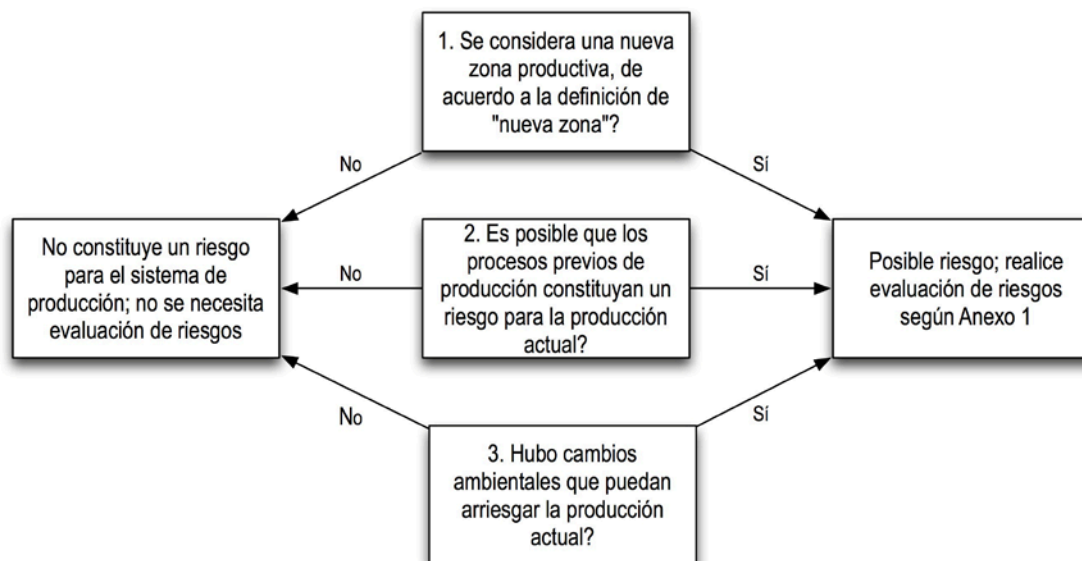 1. Se considera una nueva
zona productiva, de
acuerdo a la definición de
"nueva zona"?
No
Sí
No constituye un riesgo
para el sistema de
producción; no se necesita
evaluación de riesgos
No
2. Es posible que los
procesos previos de
producción constituyan un
riesgo para la producción
actual?
Sí
Posible riesgo; realice
evaluación de riesgos
según Anexo 1
No
Sí
3. Hubo cambios
ambientales que puedan
arriesgar la producción
actual?